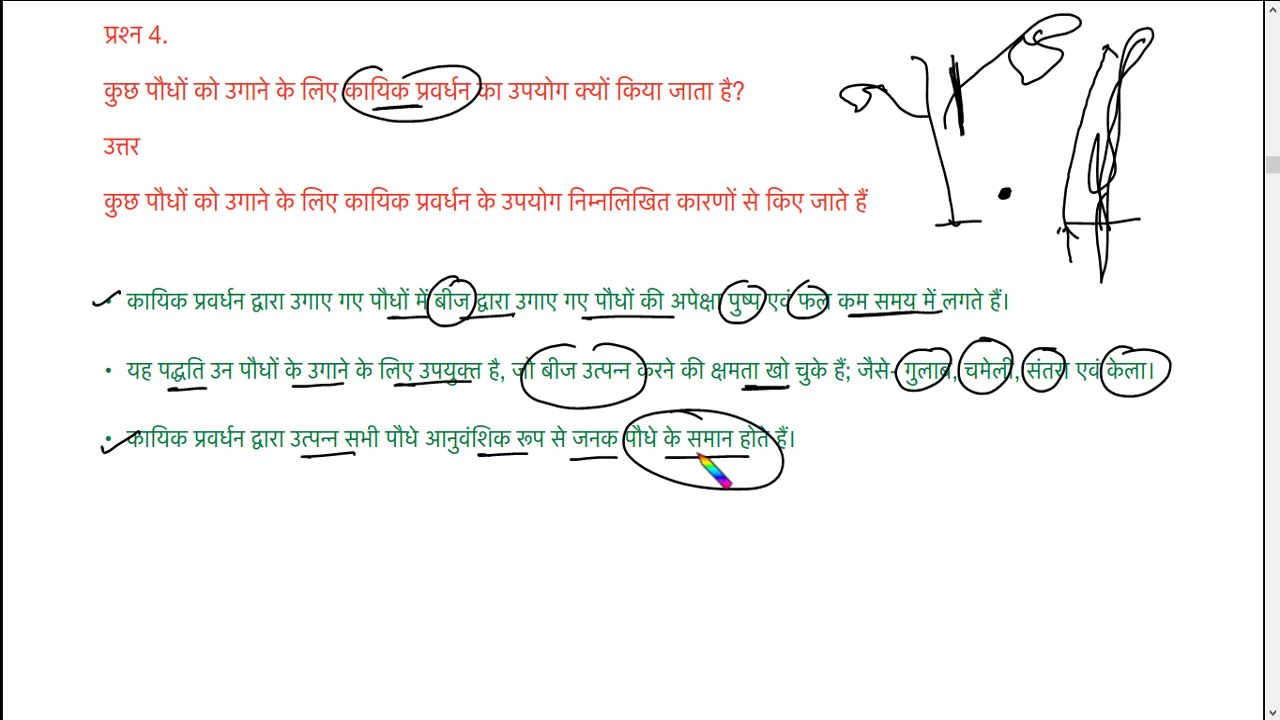 प्रश्न 4.
कुछ पौधों को उगाने के लिए कायिक प्रवर्धन का उपयोग क्यों किया जाता है?
उत्तर
कुछ पौधों को उगाने के लिए कायिक प्रवर्धन के उपयोग निम्नलिखित कारणों से किए जाते हैं
• कायिक प्रवर्धन द्वारा उगाए गए पौधों में बीज द्वारा उगाए गए पौधों की अपेक्षा पुष्प एवं फल कम समय में लगते हैं।
• यह पद्धति उन पौधों के उगाने के लिए उपयुक्त है, जो बीज उत्पन्न करने की क्षमता खो चुके हैं; जैसे- गुलाब, चमेली, संतरा एवं केला।
• कायिक प्रवर्धन द्वारा उत्पन्न सभी पौधे आनुवंशिक रूप से जनक पौधे के समान होते हैं।